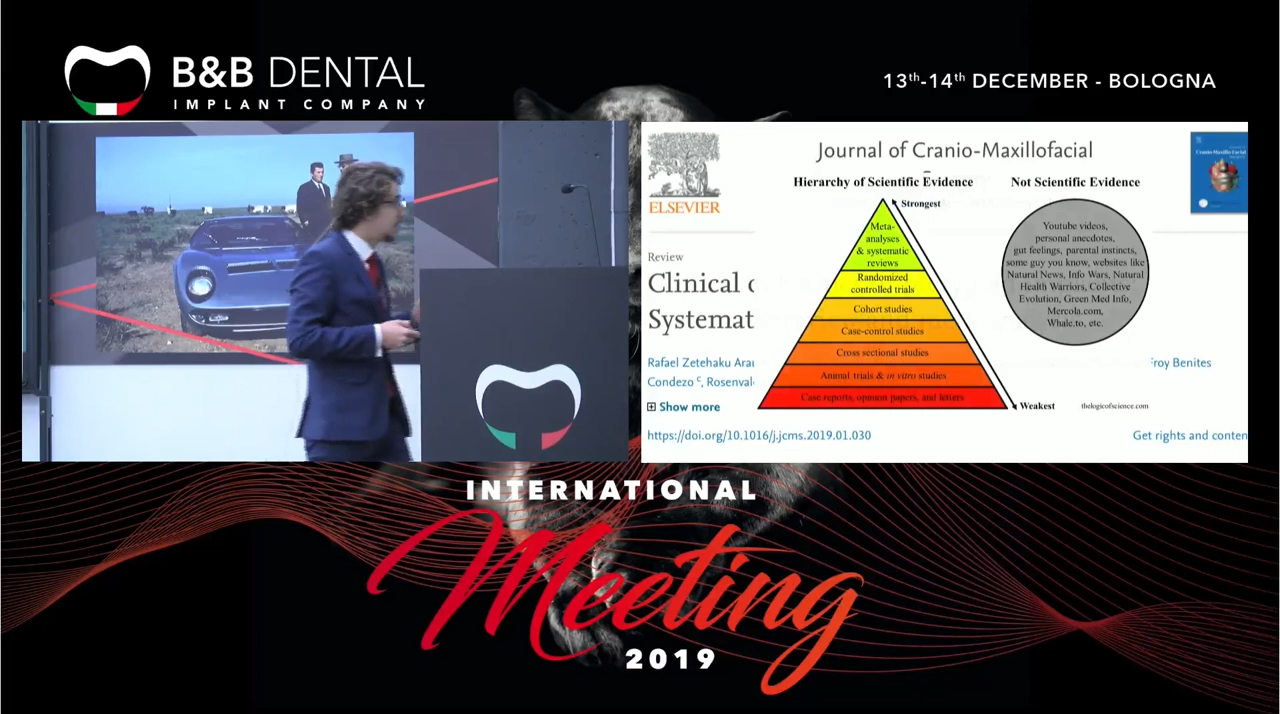 B&B DENTAL
IMPLANT COMPANY
13th-14th DECEMBER - BOLOGNA
ELSEVIER
Journal of Cranio-Maxillofacial
Hierarchy of Scientific Evidence
Not Scientific Evidence
Strongest
Meta-
analyses
& systematic
reviews
Randomized
controlled trials
Cohort studies
Case-control studies
Cross sectional studies
Animal trials & in vitro studies
Case reports, opinion papers, and letters
Weakest
Youtube videos,
personal anecdotes,
gut feelings, parental instincts,
some guy you know, websites like
Natural News, Info Wars, Natural
Health Warriors, Collective
Evolution, Green Med Info,
Mercola.com,
Whale.to, etc.
thelogicofscience.com
Review
Clinical
Systemat
Rafael Zetehaku Arau
Froy Benites
Condezo c, Rosenval
Show more
https://doi.org/10.1016/j.jcms.2019.01.030
Get rights and conten
INTERNATIONAL
Meeting
2019